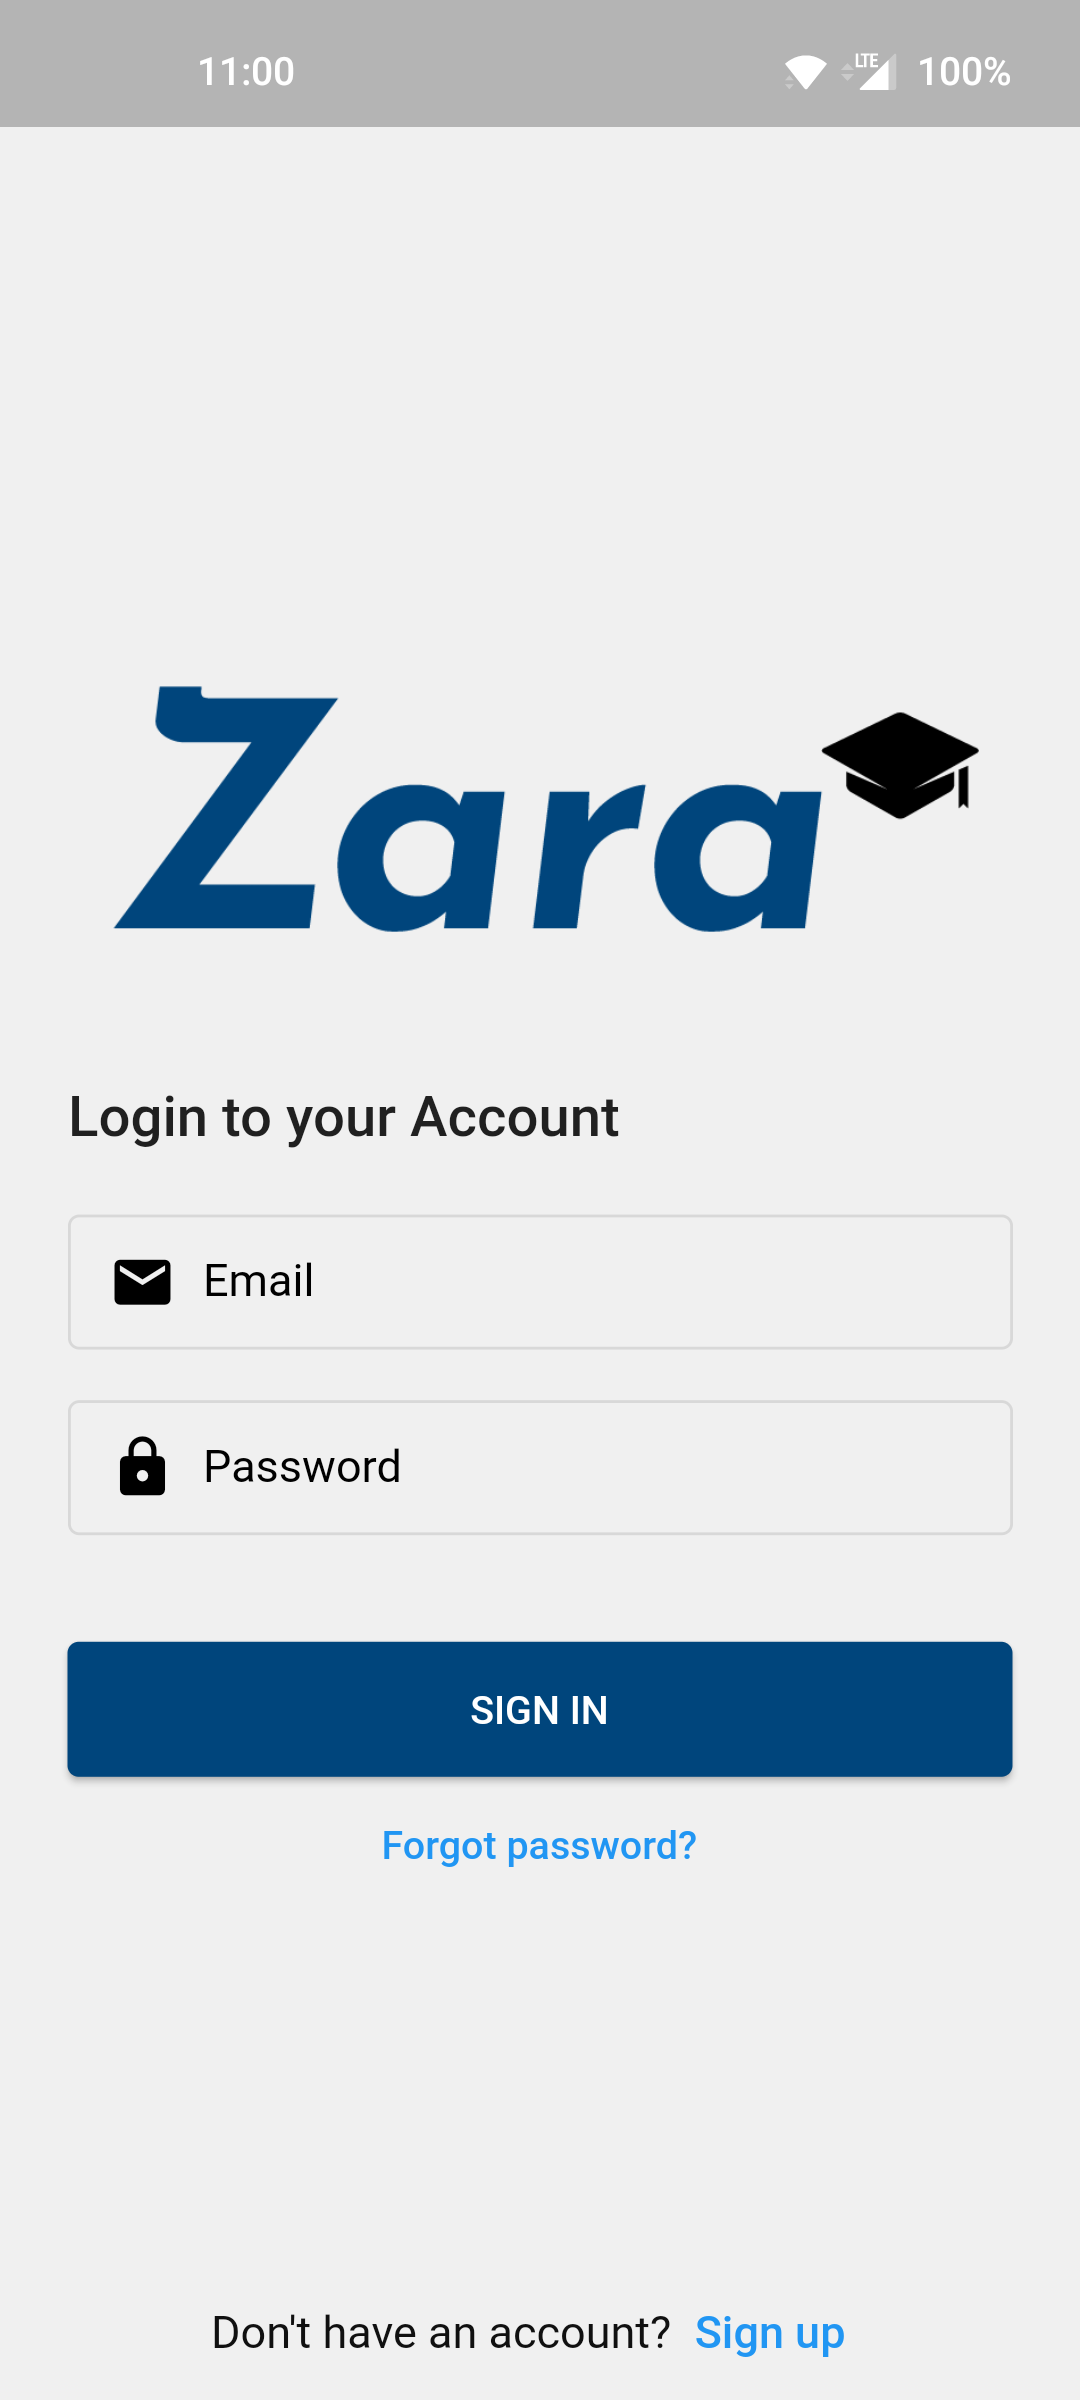 11:00 LTE 100%
Zara
Login to your Account
Email
Password
SIGN IN
Forgot password?
Don't have an account? Sign up